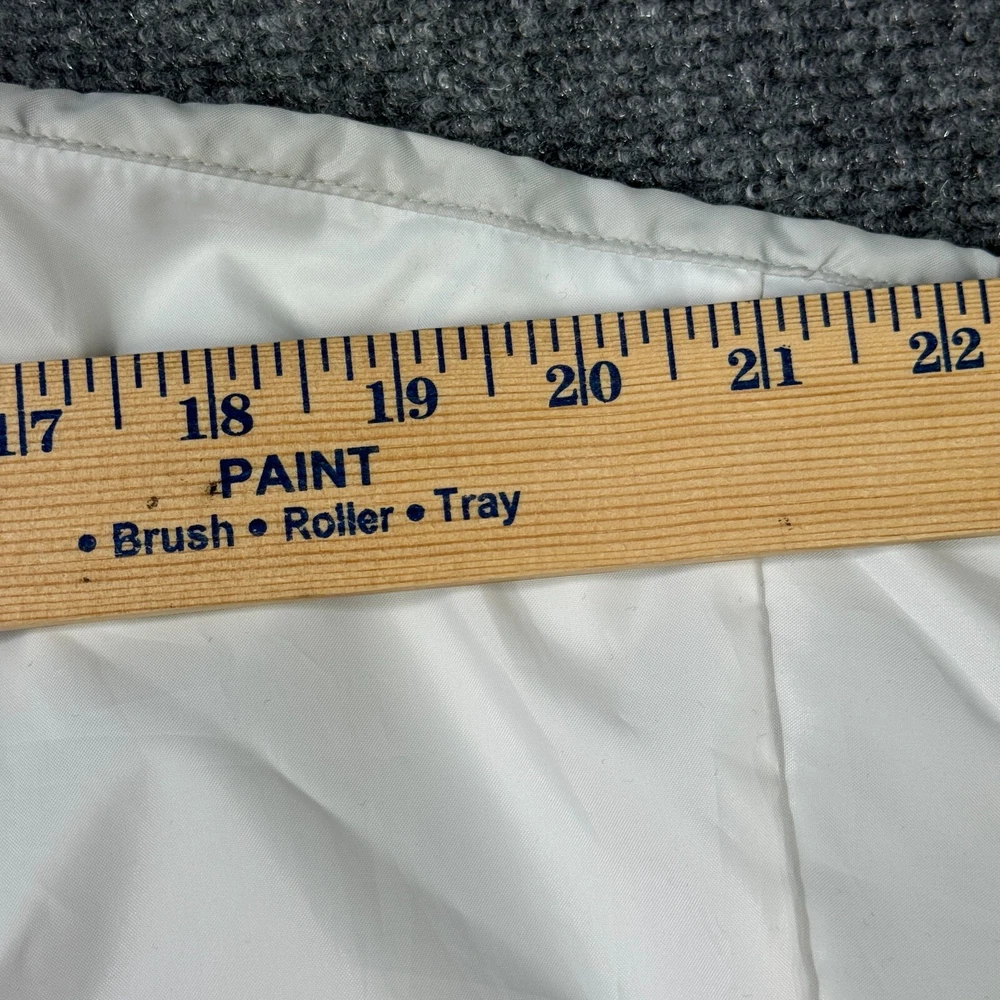 17 18 19 20 21 22
PAINT
• Brush • Roller • Tray